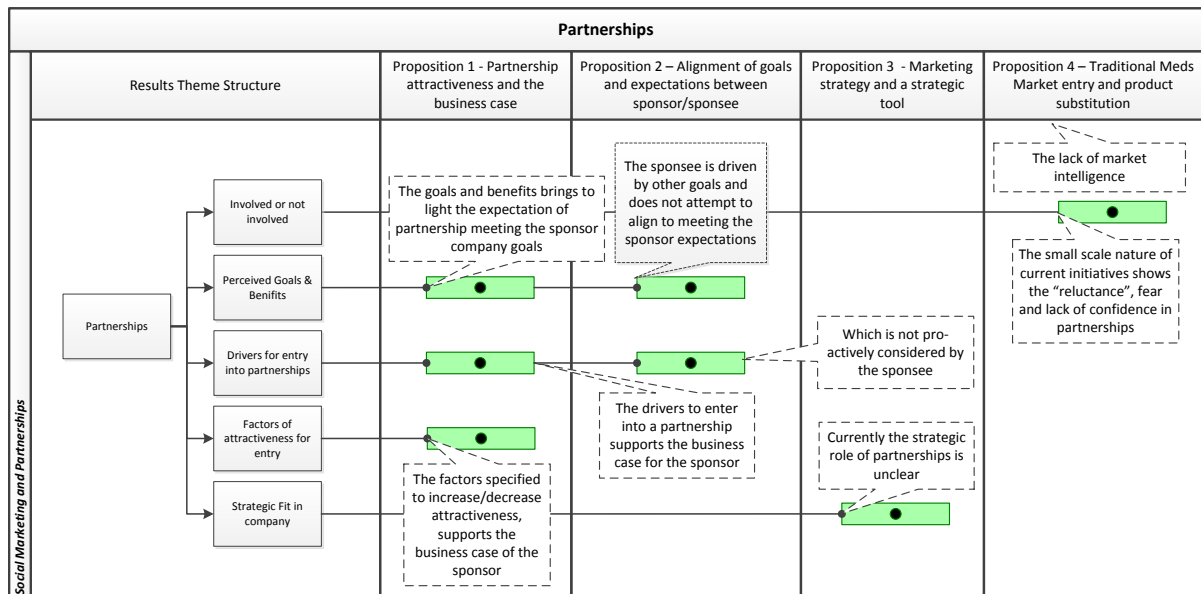 Partnerships
Results Theme Structure
Proposition 1 - Partnership
attractiveness and the
business case
Proposition 2 – Alignment of goals
and expectations between
sponsor/sponsee
Proposition 3 - Marketing
strategy and a strategic
tool
Proposition 4 – Traditional Meds
Market entry and product
substitution
Social Marketing and Partnerships
Partnerships
Involved or not
involved
The lack of market
intelligence
The small scale nature of
current initiatives shows
the “reluctance”, fear
and lack of confidence in
partnerships
Perceived Goals &
Benifits
The goals and benefits brings to
light the expectation of
partnership meeting the sponsor
company goals
The sponsee is driven
by other goals and
does not attempt to
align to meeting the
sponsor expectations
Drivers for entry
into partnerships
The drivers to enter
into a partnership
supports the business
case for the sponsor
Which is not pro-
actively considered by
the sponsee
Factors of
attractiveness for
entry
The factors specified
to increase/decrease
attractiveness,
supports the
business case of the
sponsor
Strategic Fit in
company
Currently the strategic
role of partnerships is
unclear